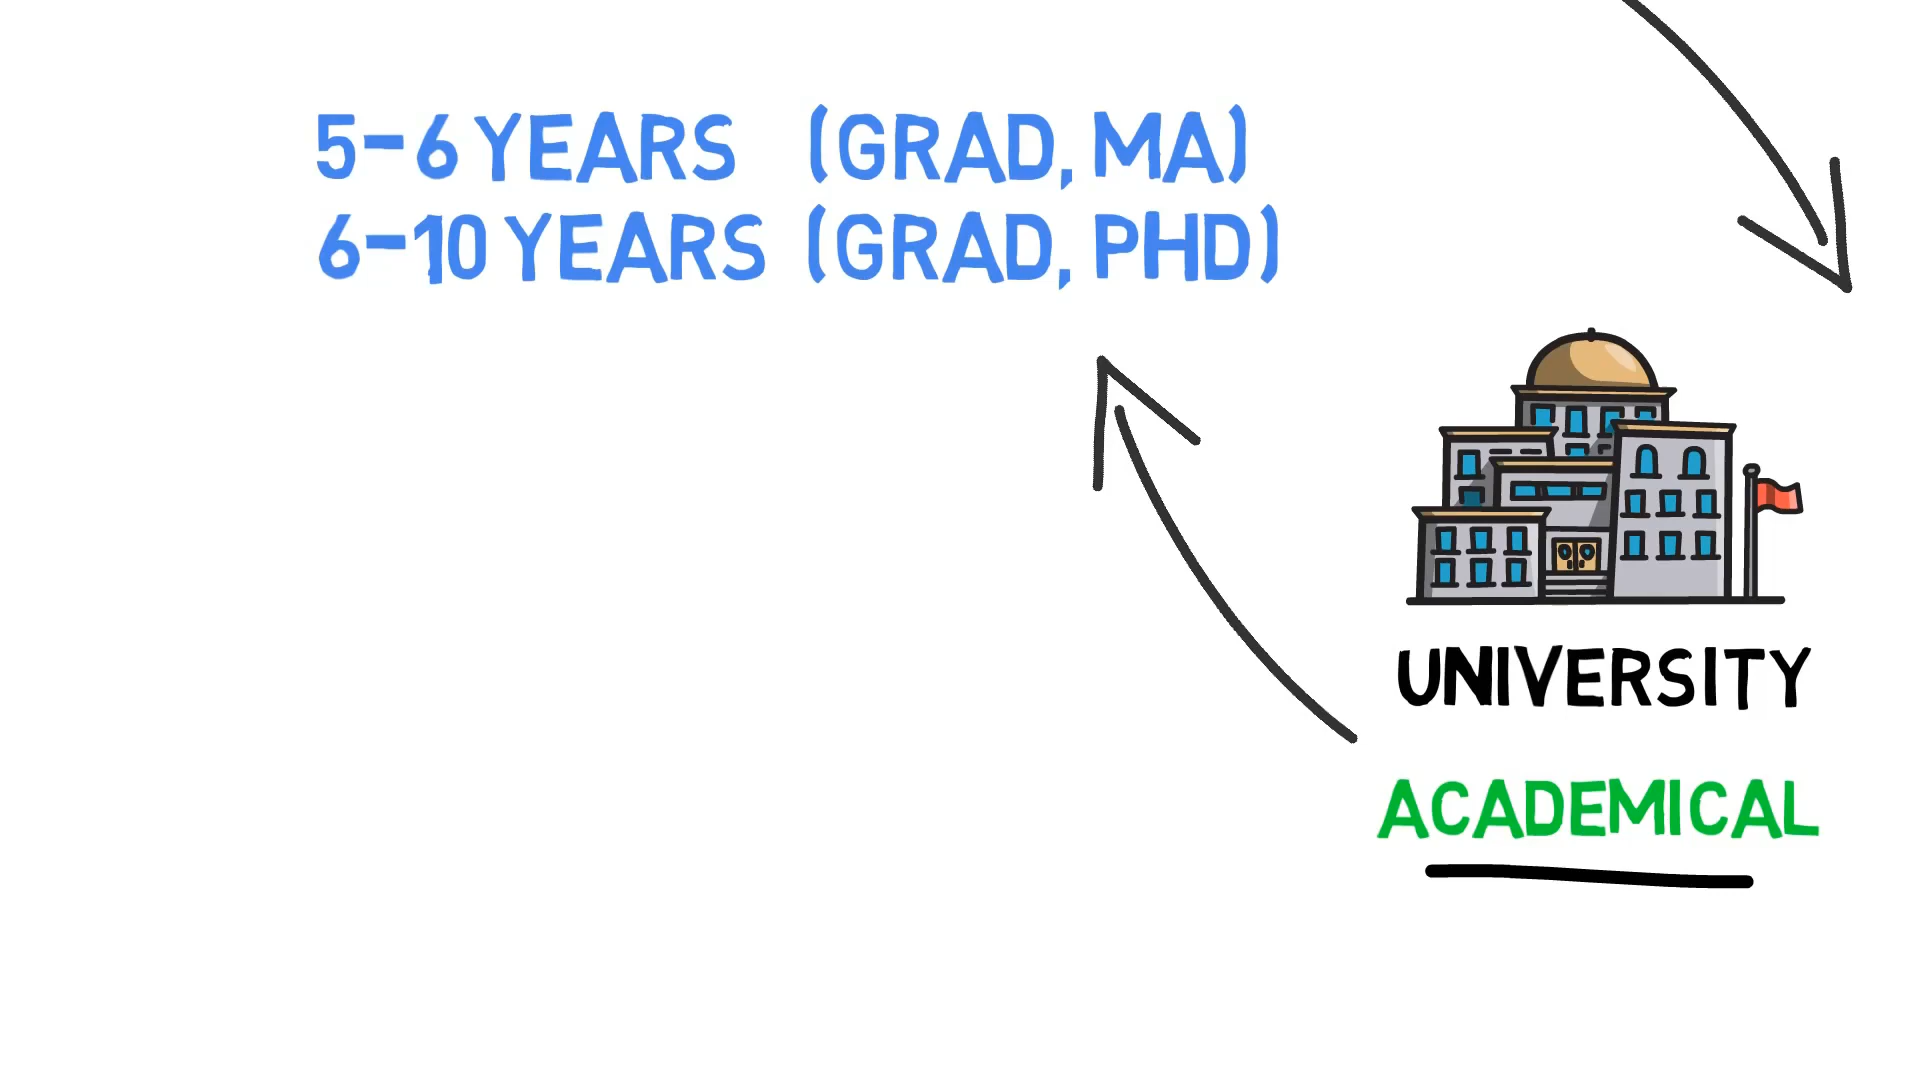 5-6 YEARS (GRAD, MA)
6-10 YEARS (GRAD, PHD)
UNIVERSITY
ACADEMICAL